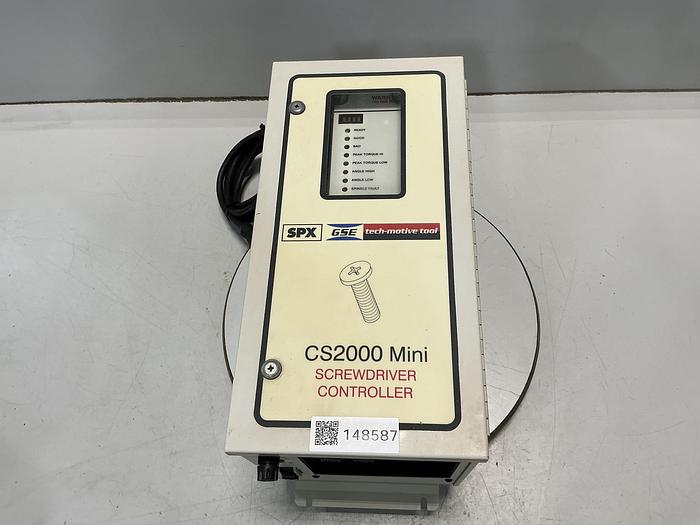 WARNING
READY
GOOD
BAD
PEAK TORQUE HI
PEAK TORQUE LOW
ANGLE HIGH
ANGLE LOW
SPINDLE FAULT
SPX GSE tech-motive tool
CS2000 Mini
SCREWDRIVER
CONTROLLER
148587